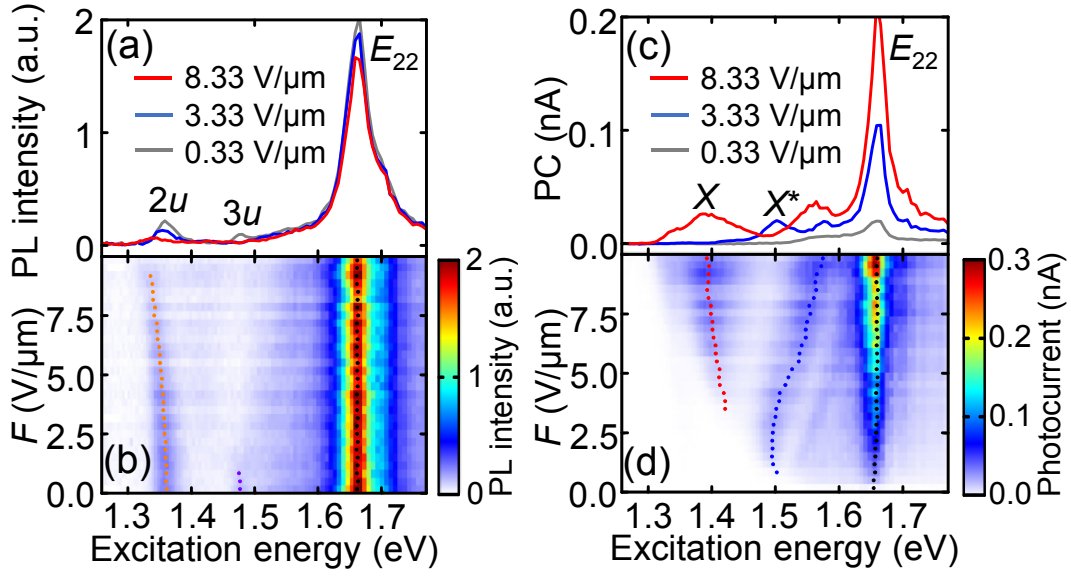 (a)
E22
8.33 V/μm
3.33 V/μm
0.33 V/μm
2u
3u
PL intensity (a.u.)
2
1
0
(b)
F (V/μm)
7.5
5.0
2.5
0.0
1.3 1.4 1.5 1.6 1.7
Excitation energy (eV)
2
1
0
PL intensity (a.u.)
(c)
E22
8.33 V/μm
3.33 V/μm
0.33 V/μm
X
X*
PC (nA)
0.2
0.1
0.0
(d)
F (V/μm)
7.5
5.0
2.5
0.0
1.3 1.4 1.5 1.6 1.7
Excitation energy (eV)
0.3
0.2
0.1
0.0
Photocurrent (nA)